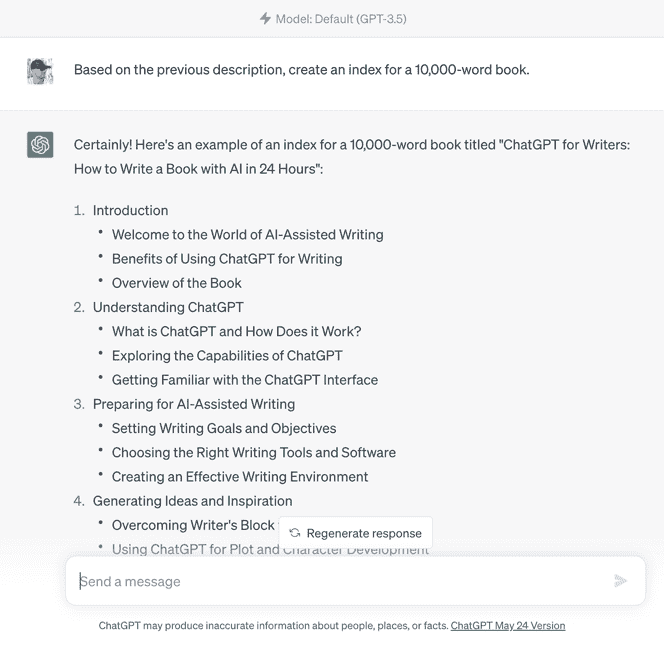 Model: Default (GPT-3.5)
Based on the previous description, create an index for a 10,000-word book.
Certainly! Here's an example of an index for a 10,000-word book titled "ChatGPT for Writers:
How to Write a Book with AI in 24 Hours":
1. Introduction
• Welcome to the World of AI-Assisted Writing
• Benefits of Using ChatGPT for Writing
• Overview of the Book
2. Understanding ChatGPT
• What is ChatGPT and How Does it Work?
• Exploring the Capabilities of ChatGPT
• Getting Familiar with the ChatGPT Interface
3. Preparing for AI-Assisted Writing
• Setting Writing Goals and Objectives
• Choosing the Right Writing Tools and Software
• Creating an Effective Writing Environment
4. Generating Ideas and Inspiration
• Overcoming Writer's Block
Regenerate response
• Using ChatGPT for Plot and Character Development
Send a message
ChatGPT may produce inaccurate information about people, places, or facts. ChatGPT May 24 Version